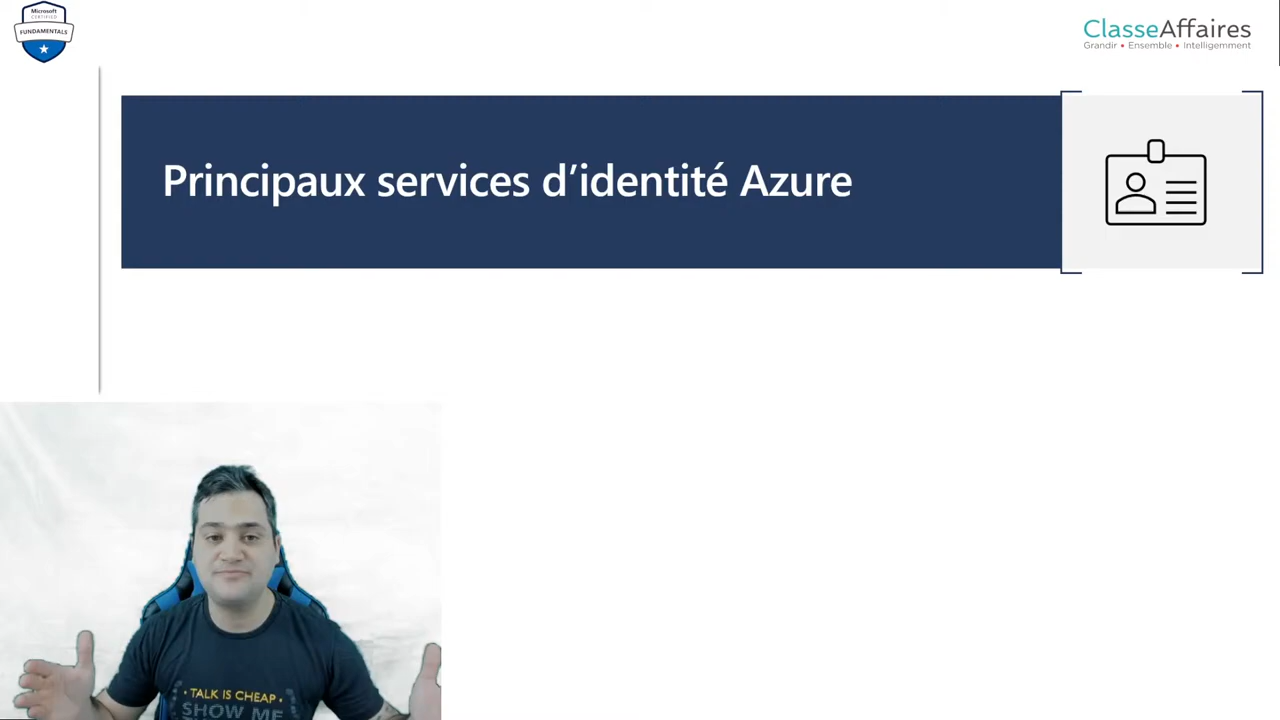 Microsoft
CERTIFIED
FUNDAMENTALS
ClasseAffaires
Grandir • Ensemble • Intelligemment
Principaux services d’identité Azure
• TALK IS CHEAP •
SHOW ME